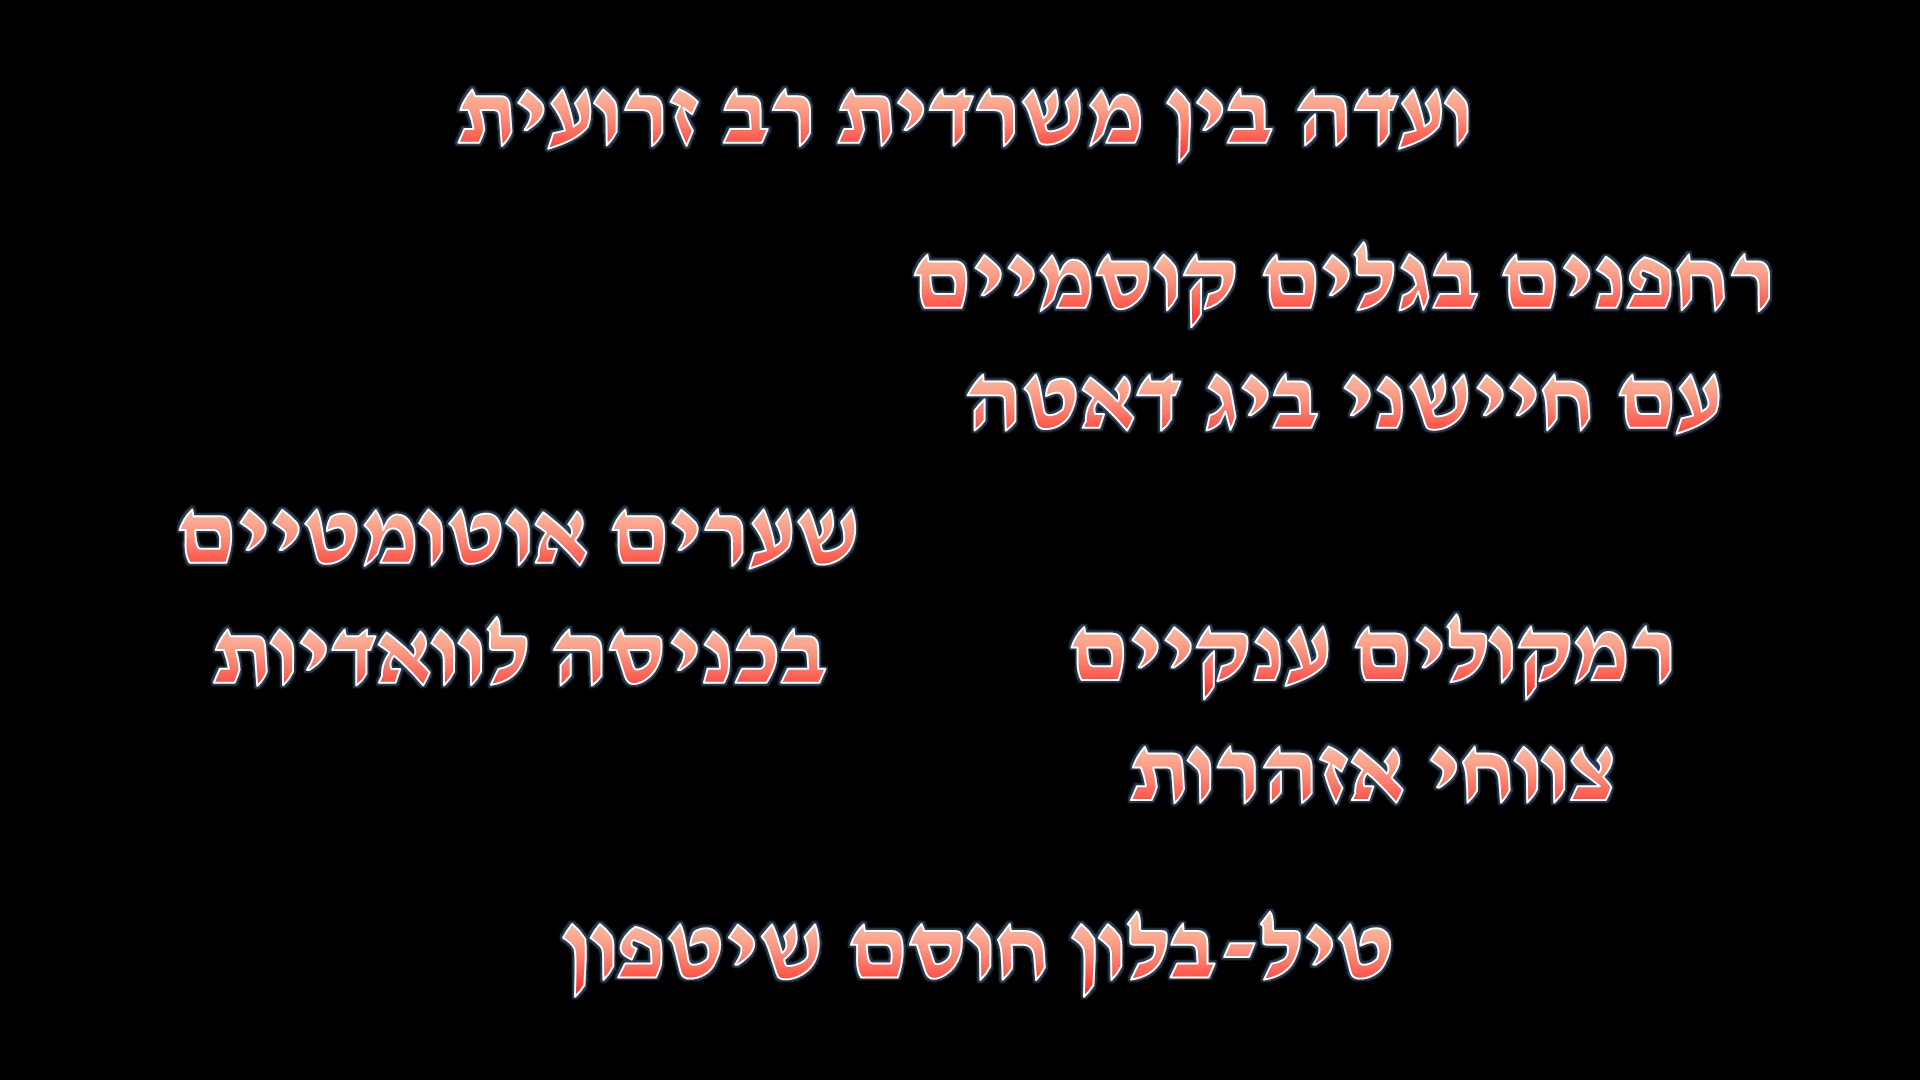 ועדה בין משרדית רב זרועית
רחפנים בגלים קוסמיים
עם חיישני ביג דאטה
שערים אוטומטיים
בכניסה לוואדיות
רמקולים ענקיים
צווחי אזהרות
טיל-בלון חוסם שיטפון